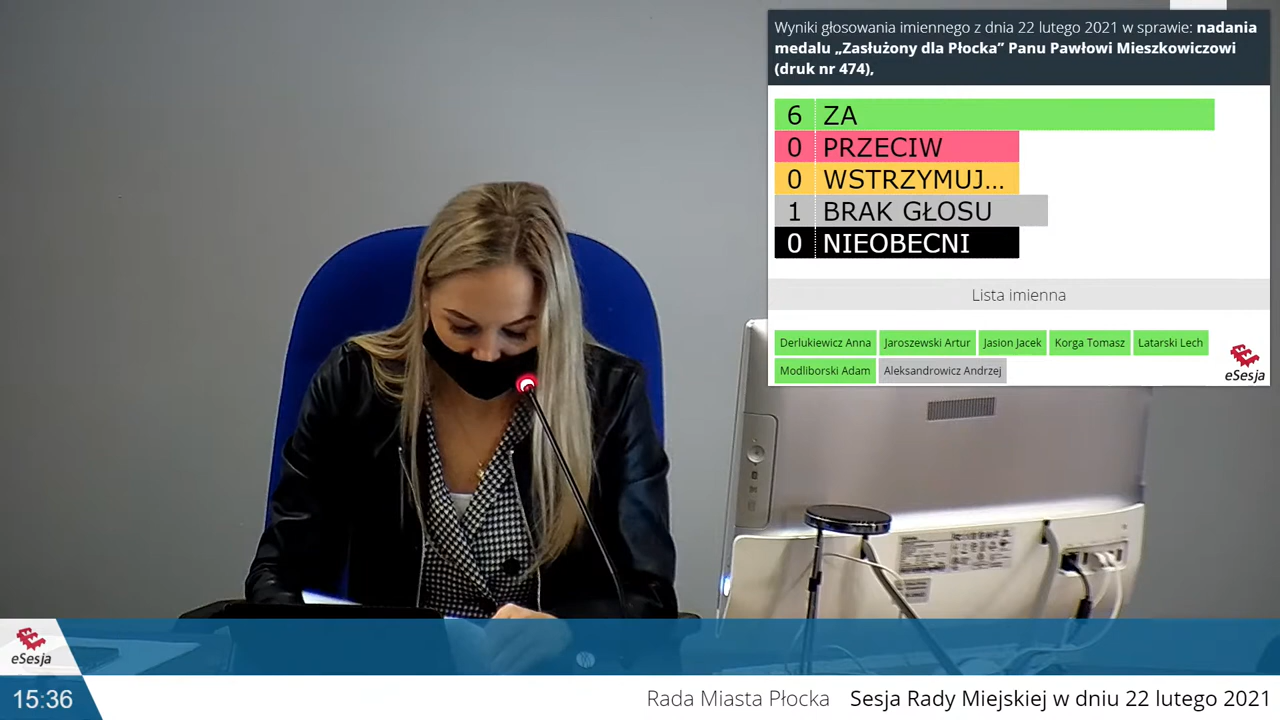 Wyniki głosowania imiennego z dnia 22 lutego 2021 w sprawie: nadania
medalu „Zasłużony dla Płocka” Panu Pawłowi Mieszkowiczowi
(druk nr 474),
6 ZA
0 PRZECIW
0 WSTRZYMUJ...
1 BRAK GŁOSU
0 NIEOBECNI
Lista imienna
Derlukiewicz Anna Jaroszewski Artur Jasion Jacek Korga Tomasz Latarski Lech
Modliborski Adam Aleksandrowicz Andrzej
eSesja
eSesja
15:36
Rada Miasta Płocka Sesja Rady Miejskiej w dniu 22 lutego 2021